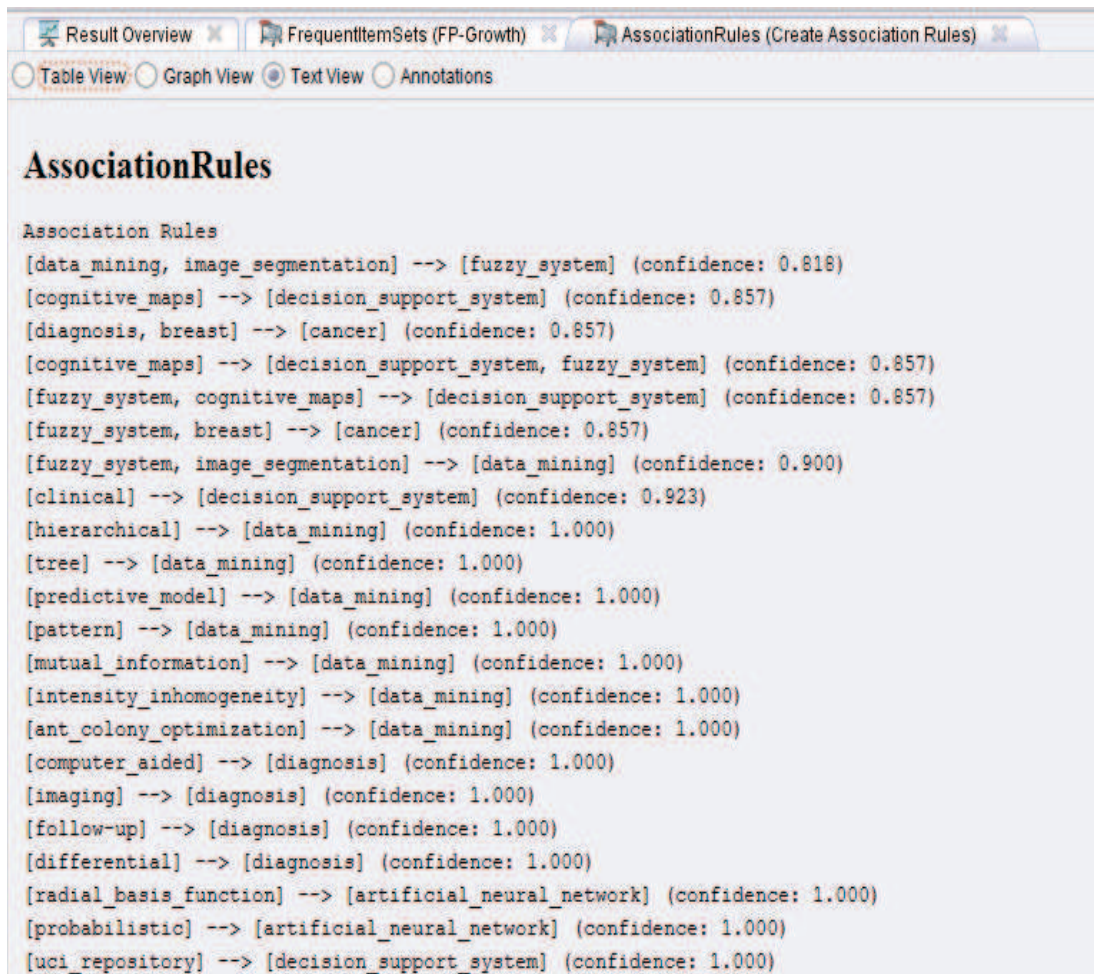 Result Overview FrequentItemSets (FP-Growth) AssociationRules (Create Association Rules)
Table View Graph View Text View Annotations
AssociationRules
Association Rules
[data_mining, image_segmentation] --> [fuzzy_system] (confidence: 0.818)
[cognitive_maps] --> [decision_support_system] (confidence: 0.857)
[diagnosis, breast] --> [cancer] (confidence: 0.857)
[cognitive_maps] --> [decision_support_system, fuzzy_system] (confidence: 0.857)
[fuzzy_system, cognitive_maps] --> [decision_support_system] (confidence: 0.857)
[fuzzy_system, breast] --> [cancer] (confidence: 0.857)
[fuzzy_system, image_segmentation] --> [data_mining] (confidence: 0.900)
[clinical] --> [decision_support_system] (confidence: 0.923)
[hierarchical] --> [data_mining] (confidence: 1.000)
[tree] --> [data_mining] (confidence: 1.000)
[predictive_model] --> [data_mining] (confidence: 1.000)
[pattern] --> [data_mining] (confidence: 1.000)
[mutual_information] --> [data_mining] (confidence: 1.000)
[intensity_inhomogeneity] --> [data_mining] (confidence: 1.000)
[ant_colony_optimization] --> [data_mining] (confidence: 1.000)
[computer_aided] --> [diagnosis] (confidence: 1.000)
[imaging] --> [diagnosis] (confidence: 1.000)
[follow-up] --> [diagnosis] (confidence: 1.000)
[differential] --> [diagnosis] (confidence: 1.000)
[radial_basis_function] --> [artificial_neural_network] (confidence: 1.000)
[probabilistic] --> [artificial_neural_network] (confidence: 1.000)
[uci_repository] --> [decision_support_system] (confidence: 1.000)